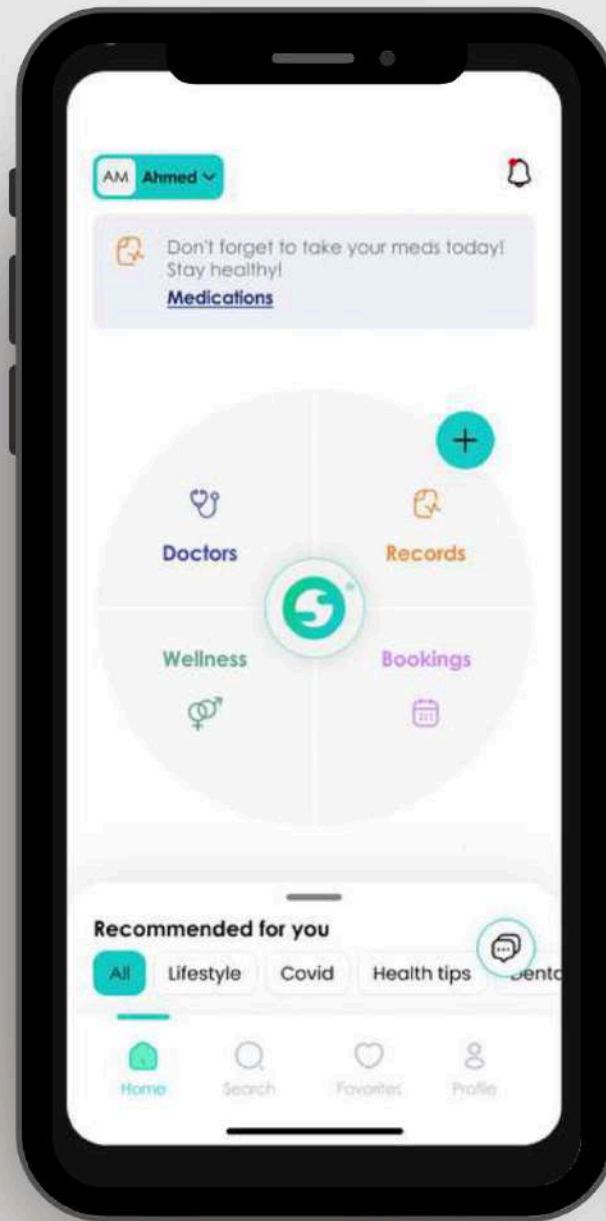 AM Ahmed
Don't forget to take your meds today!
Stay healthy!
Medications
Doctors
Records
Wellness
Bookings
Recommended for you
All Lifestyle Covid Health tips Denta
Home Search Favorites Profile